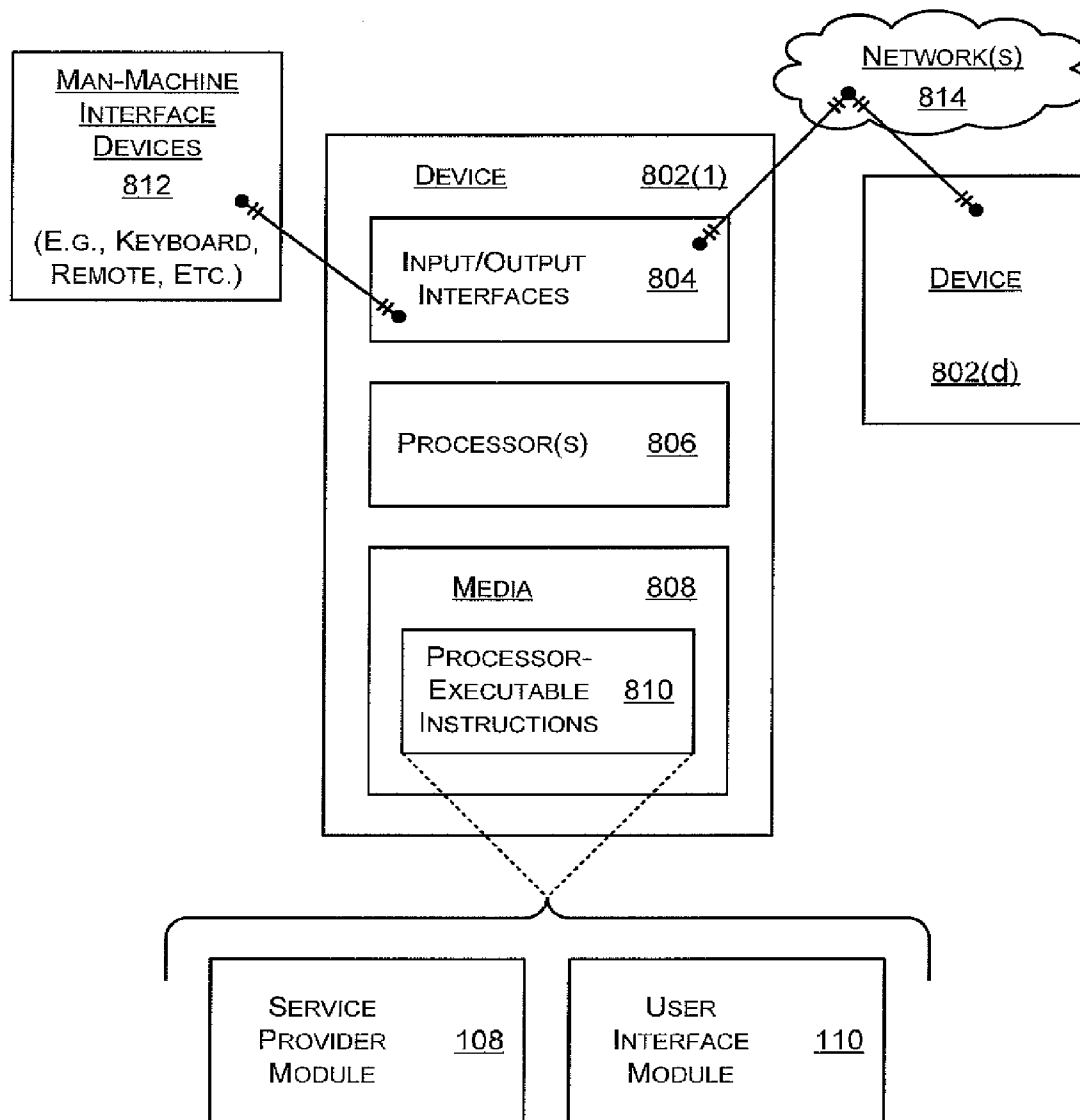 MAN-MACHINE
INTERFACE
DEVICES
812
(E.G., KEYBOARD,
REMOTE, ETC.)
NETWORK(S)
814
DEVICE 802(1)
INPUT/OUTPUT
INTERFACES
804
DEVICE
802(d)
PROCESSOR(S) 806
MEDIA 808
PROCESSOR-
EXECUTABLE
INSTRUCTIONS
810
SERVICE
PROVIDER
MODULE
108
USER
INTERFACE
MODULE
110